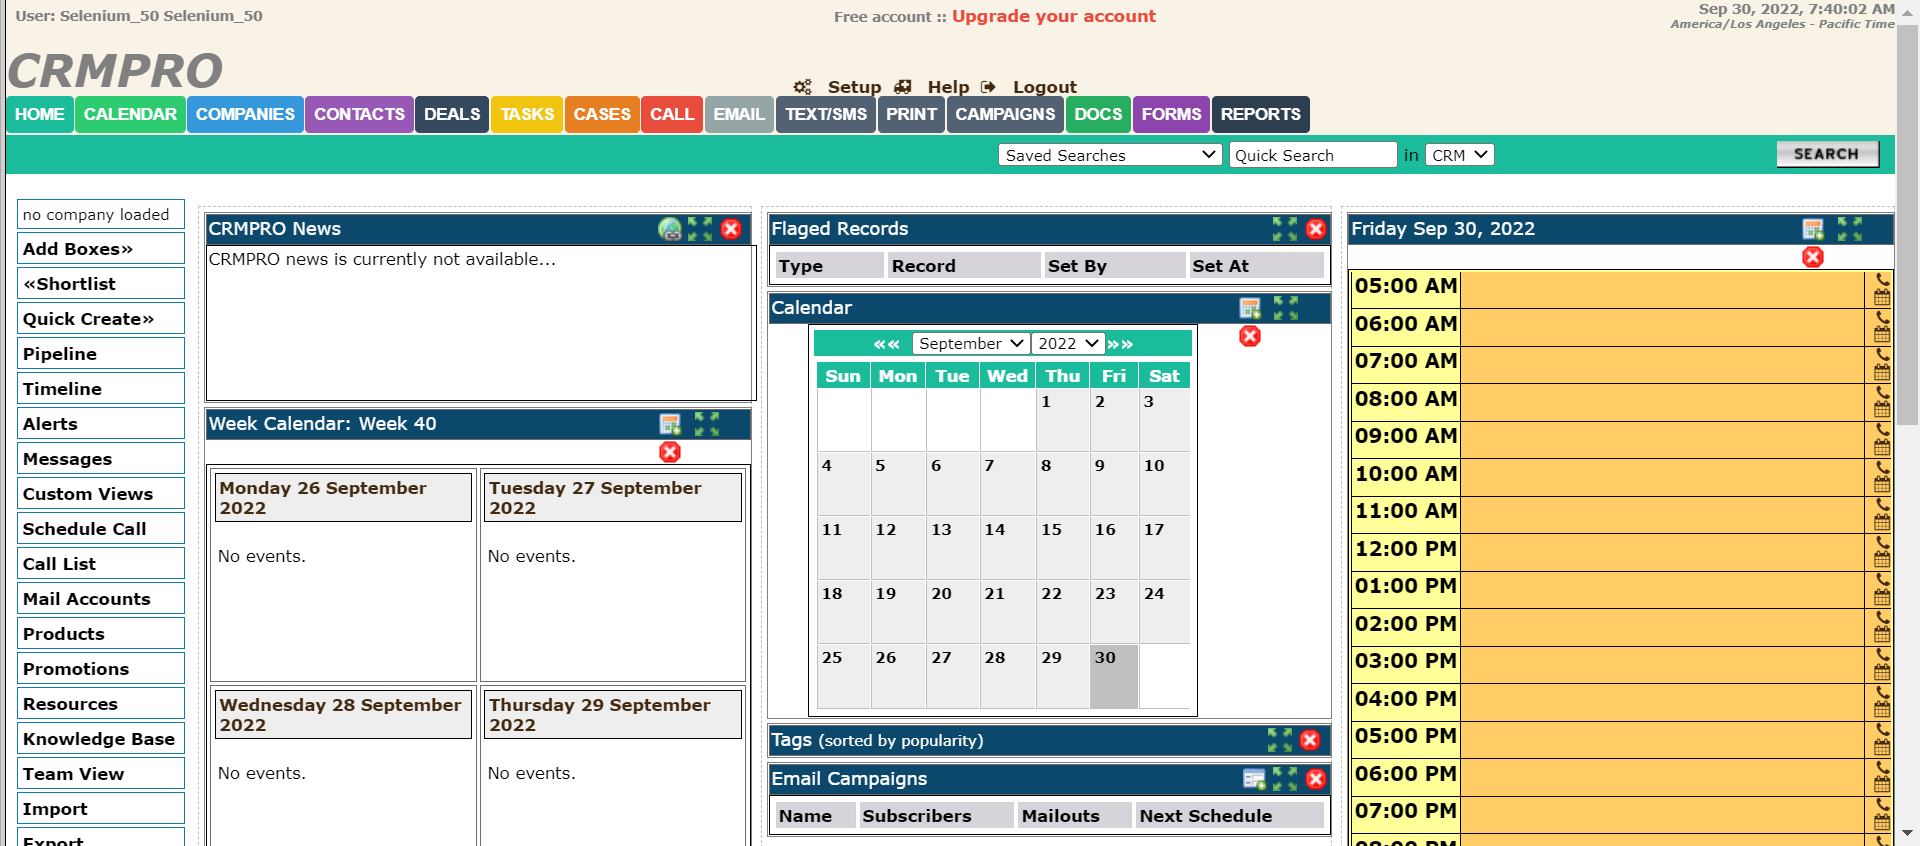 User: Selenium_50 Selenium_50
Free account :: Upgrade your account
Sep 30, 2022, 7:40:02 AM
America/Los Angeles - Pacific Time
CRMPRO
Setup Help Logout
HOME CALENDAR COMPANIES CONTACTS DEALS TASKS CASES CALL EMAIL TEXT/SMS PRINT CAMPAIGNS DOCS FORMS REPORTS
Saved Searches Quick Search in CRM SEARCH
no company loaded
Add Boxes»
«Shortlist
Quick Create»
Pipeline
Timeline
Alerts
Messages
Custom Views
Schedule Call
Call List
Mail Accounts
Products
Promotions
Resources
Knowledge Base
Team View
Import
Export
CRMPRO News
CRMPRO news is currently not available...
Week Calendar: Week 40
Monday 26 September
2022
No events.
Tuesday 27 September
2022
No events.
Wednesday 28 September
2022
No events.
Thursday 29 September
2022
No events.
Flaged Records
Type Record Set By Set At
Calendar
«« September 2022 »»
Sun Mon Tue Wed Thu Fri Sat
1 2 3
4 5 6 7 8 9 10
11 12 13 14 15 16 17
18 19 20 21 22 23 24
25 26 27 28 29 30
Tags (sorted by popularity)
Email Campaigns
Name Subscribers Mailouts Next Schedule
Friday Sep 30, 2022
05:00 AM
06:00 AM
07:00 AM
08:00 AM
09:00 AM
10:00 AM
11:00 AM
12:00 PM
01:00 PM
02:00 PM
03:00 PM
04:00 PM
05:00 PM
06:00 PM
07:00 PM
08:00 PM